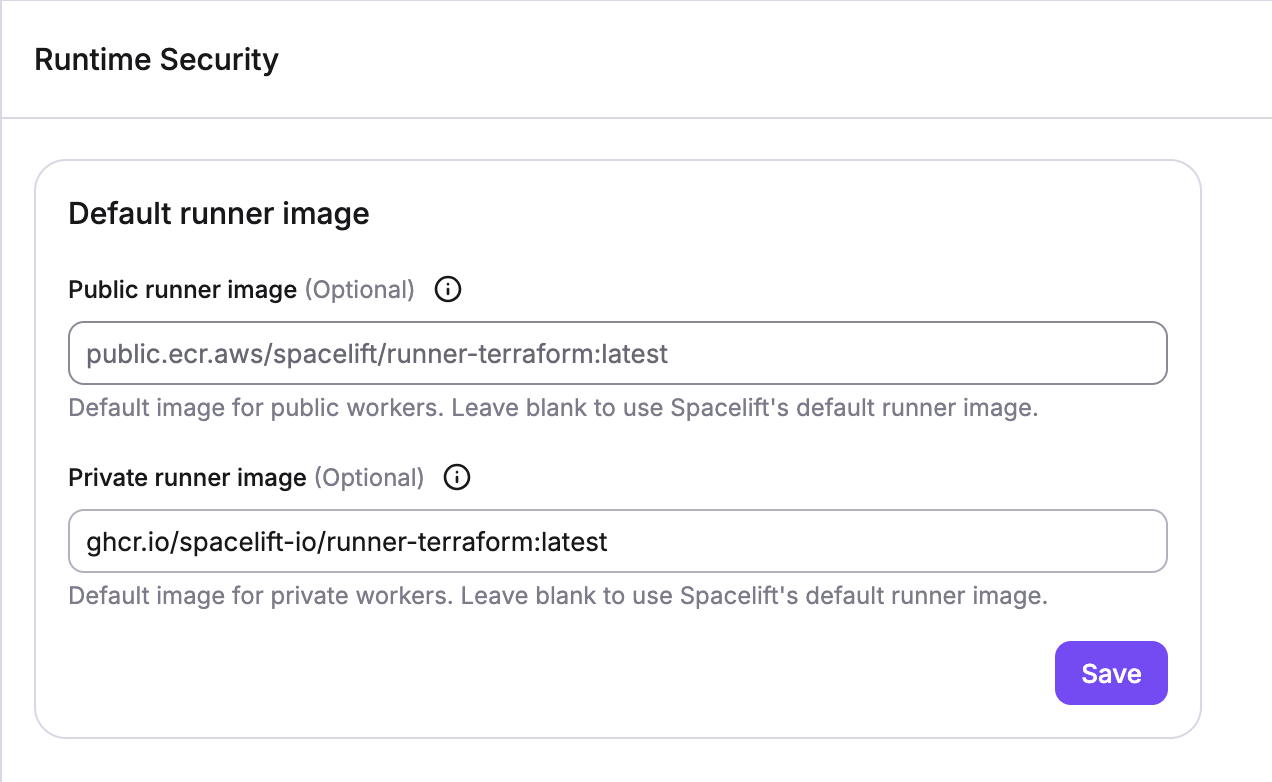 Runtime Security
Default runner image
Public runner image (Optional)
public.ecr.aws/spacelift/runner-terraform:latest
Default image for public workers. Leave blank to use Spacelift's default runner image.
Private runner image (Optional)
ghcr.io/spacelift-io/runner-terraform:latest
Default image for private workers. Leave blank to use Spacelift's default runner image.
Save